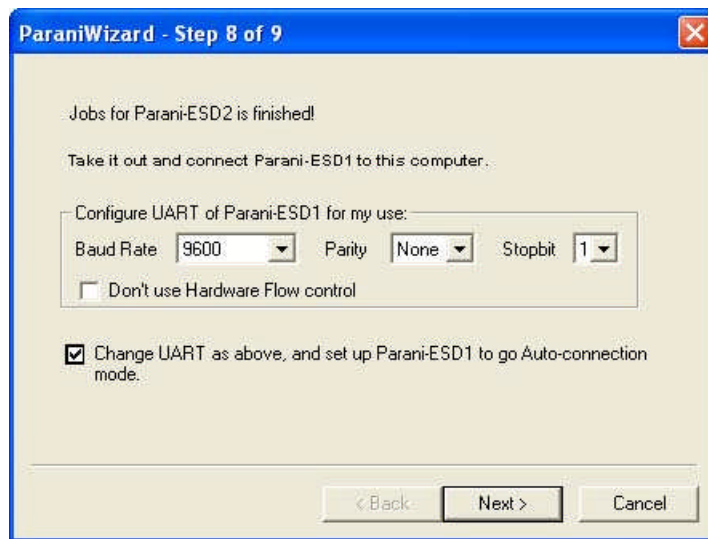 ParaniWizard - Step 8 of 9
Jobs for Parani-ESD2 is finished!
Take it out and connect Parani-ESD1 to this computer.
Configure UART of Parani-ESD1 for my use:
Baud Rate 9600 Parity None Stopbit 1
Don't use Hardware Flow control
Change UART as above, and set up Parani-ESD1 to go Auto-connection
mode.
< Back Next > Cancel